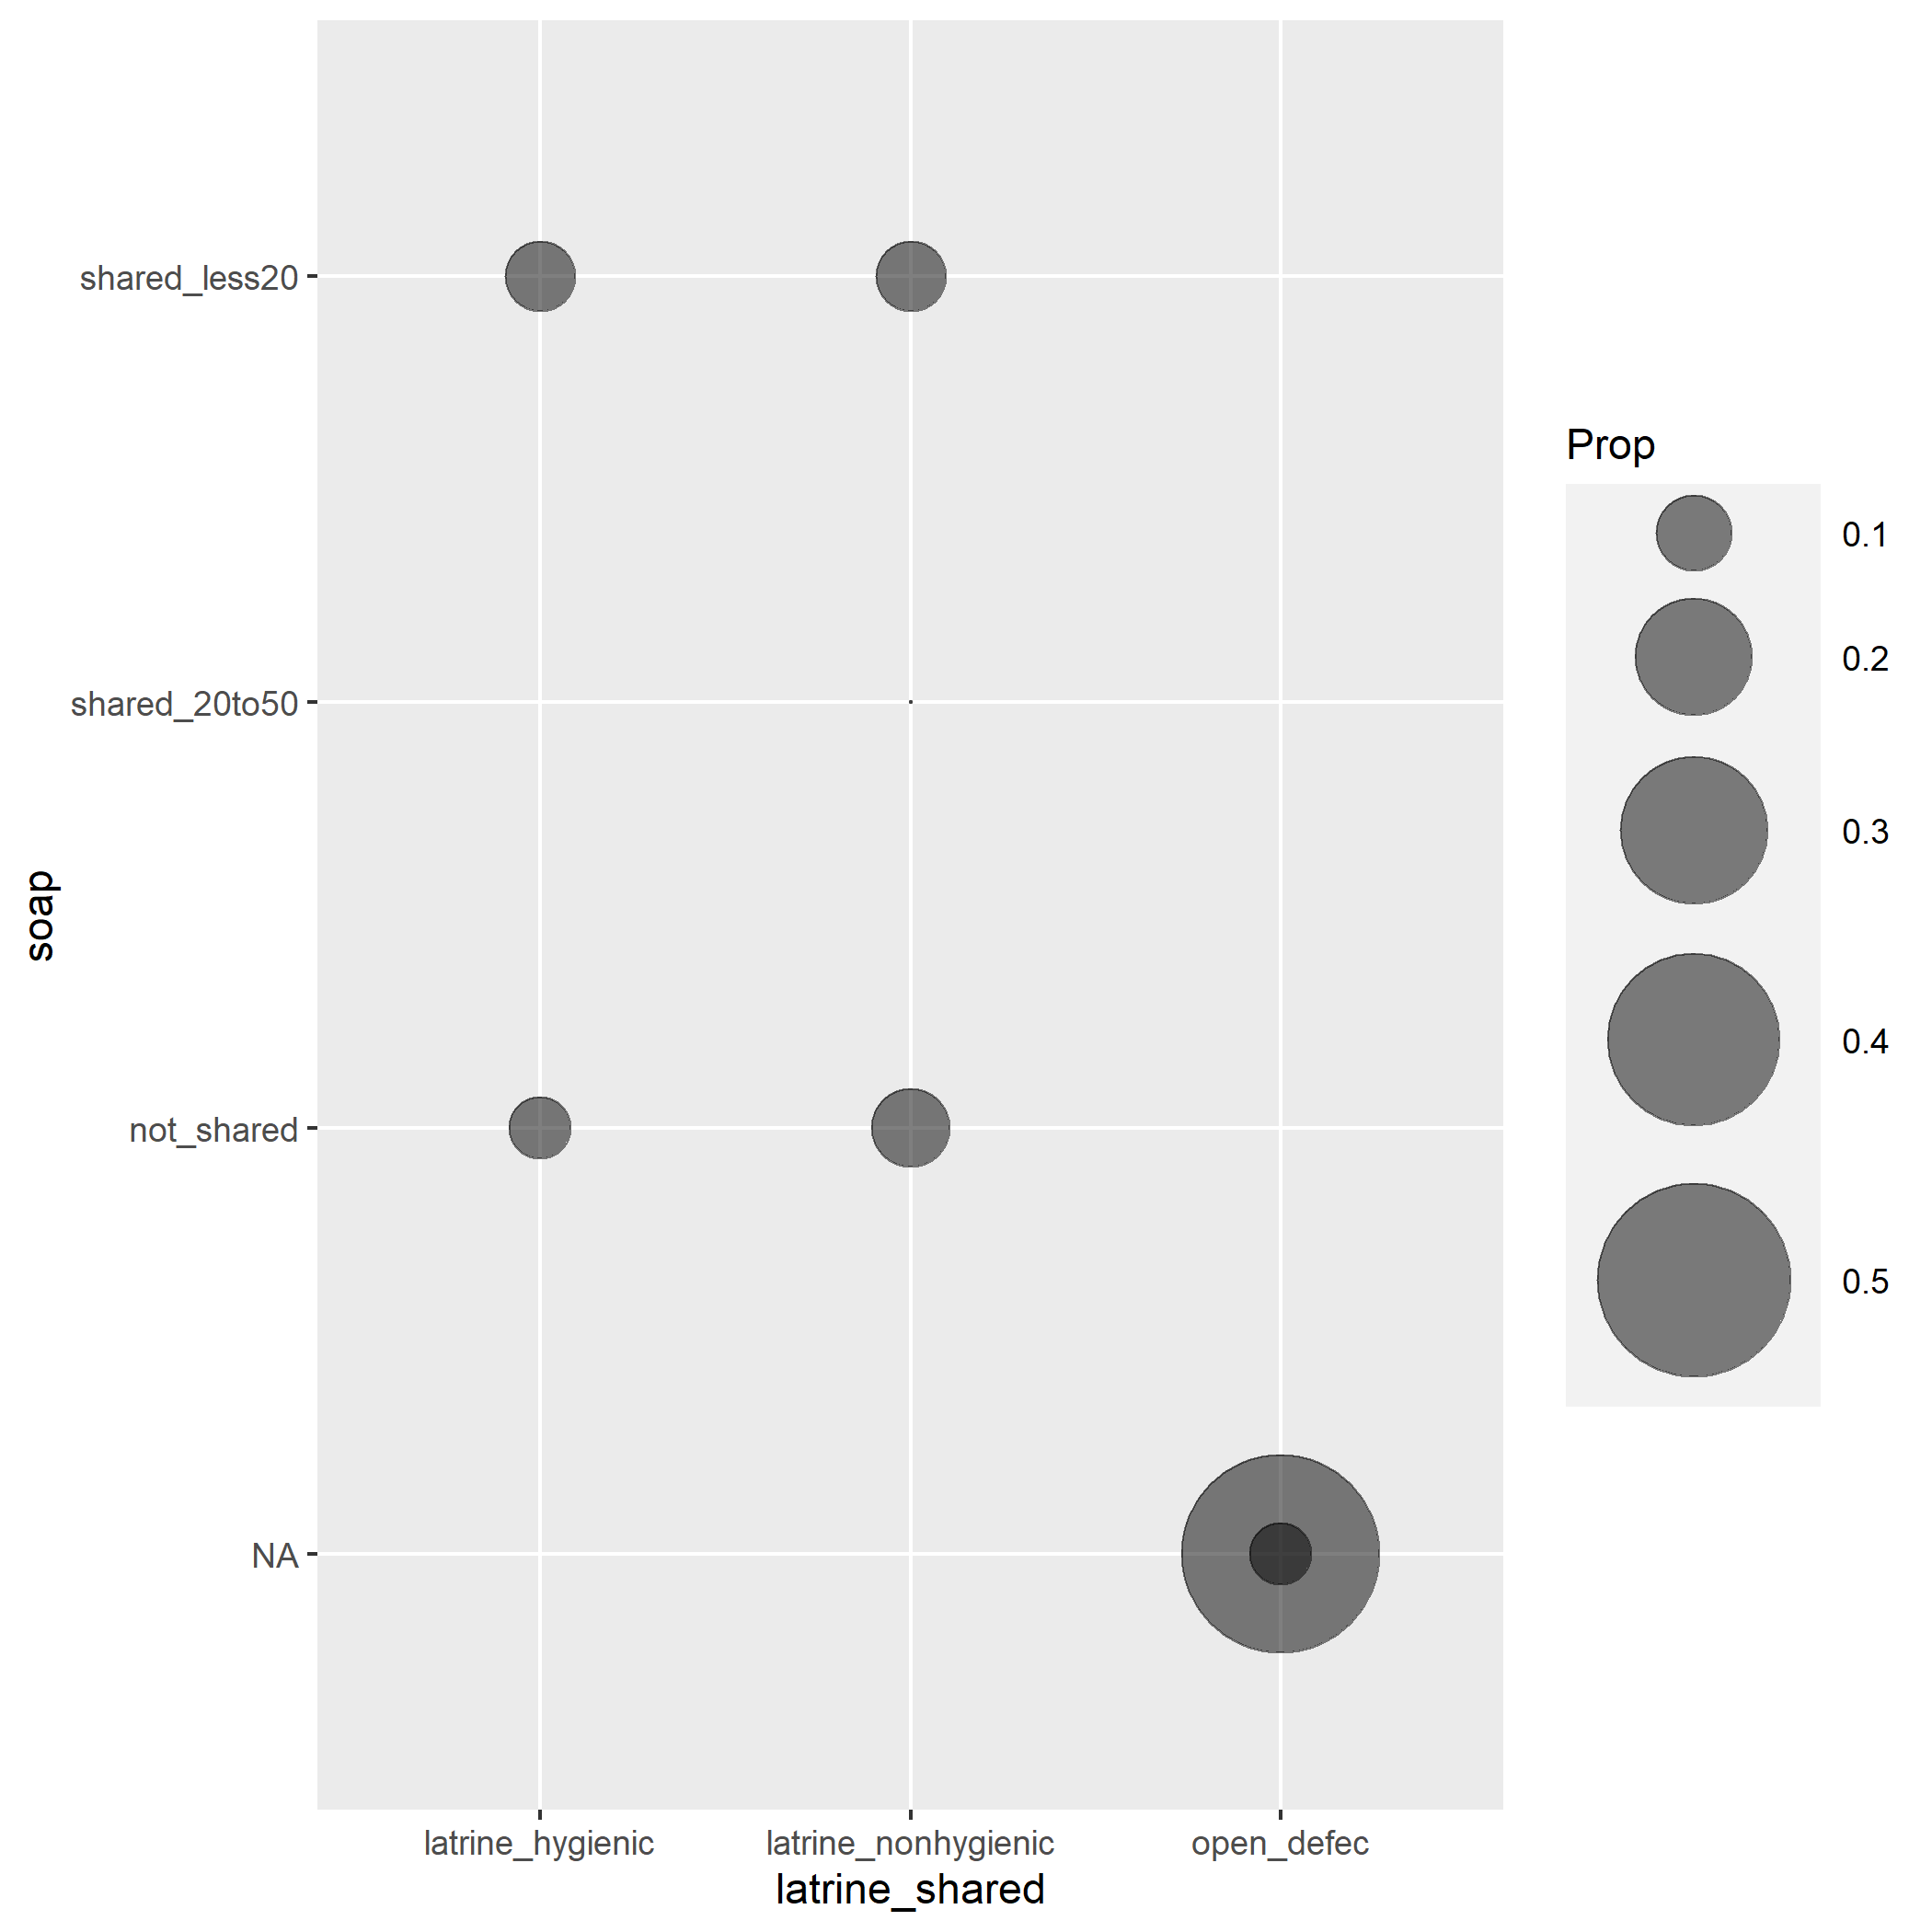 shared_less20
shared_20to50
not_shared
NA
soap
latrine_hygienic
latrine_nonhygienic
open_defec
latrine_shared
Prop
0.1
0.2
0.3
0.4
0.5